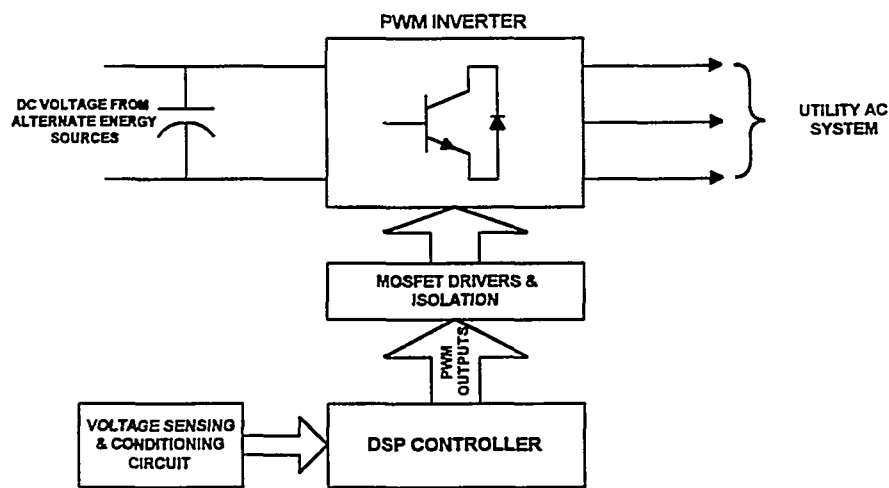 PWM INVERTER
DC VOLTAGE FROM
ALTERNATE ENERGY
SOURCES
UTILITY AC
SYSTEM
MOSFET DRIVERS &
ISOLATION
PWM
OUTPUTS
VOLTAGE SENSING
& CONDITIONING
CIRCUIT
DSP CONTROLLER